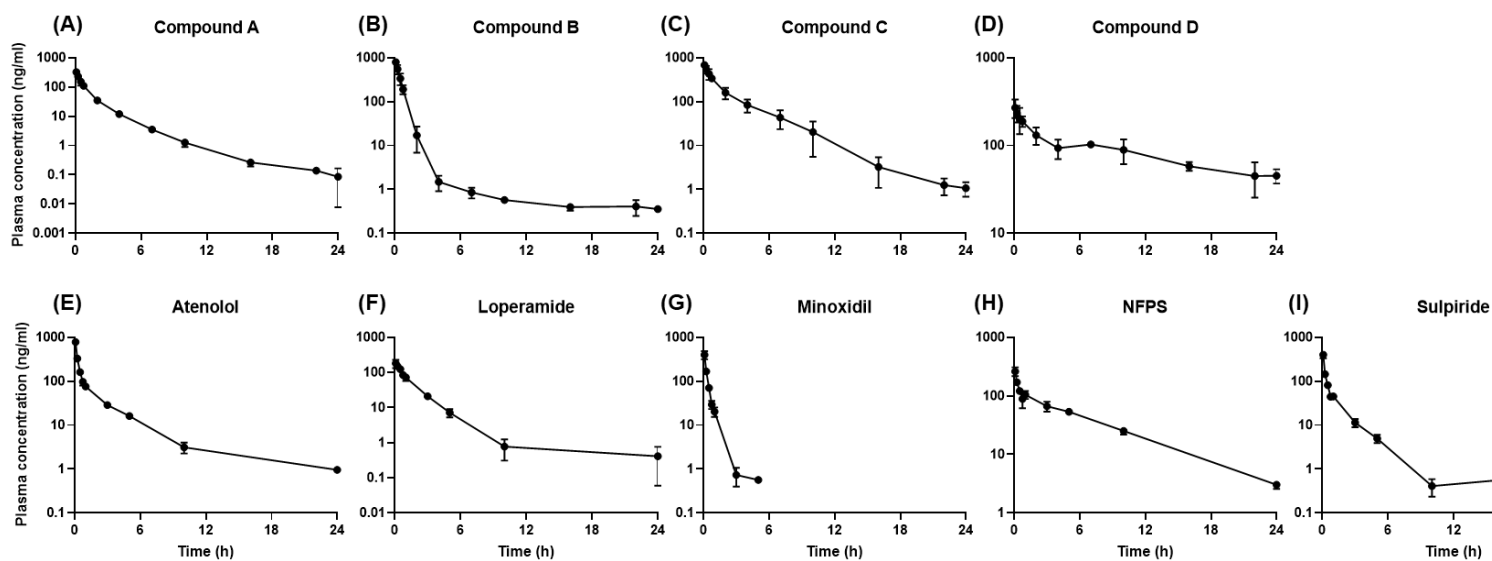 (A) Compound A
(B) Compound B
(C) Compound C
(D) Compound D
Plasma concentration (ng/ml)
1000
100
10
1
0.1
0.01
0.001
0 6 12 18 24
1000
100
10
1
0.1
0 6 12 18 24
1000
100
10
1
0.1
0 6 12 18 24
1000
100
10
0 6 12 18 24
(E) Atenolol
(F) Loperamide
(G) Minoxidil
(H) NFPS
(I) Sulpiride
Plasma concentration (ng/ml)
1000
100
10
1
0.1
0 6 12 18 24
Time (h)
1000
100
10
1
0.1
0.01
0 6 12 18 24
Time (h)
1000
100
10
1
0.1
0 6 12 18 24
Time (h)
1000
100
10
1
0 6 12 18 24
Time (h)
1000
100
10
1
0.1
0 6 12
Time (h)